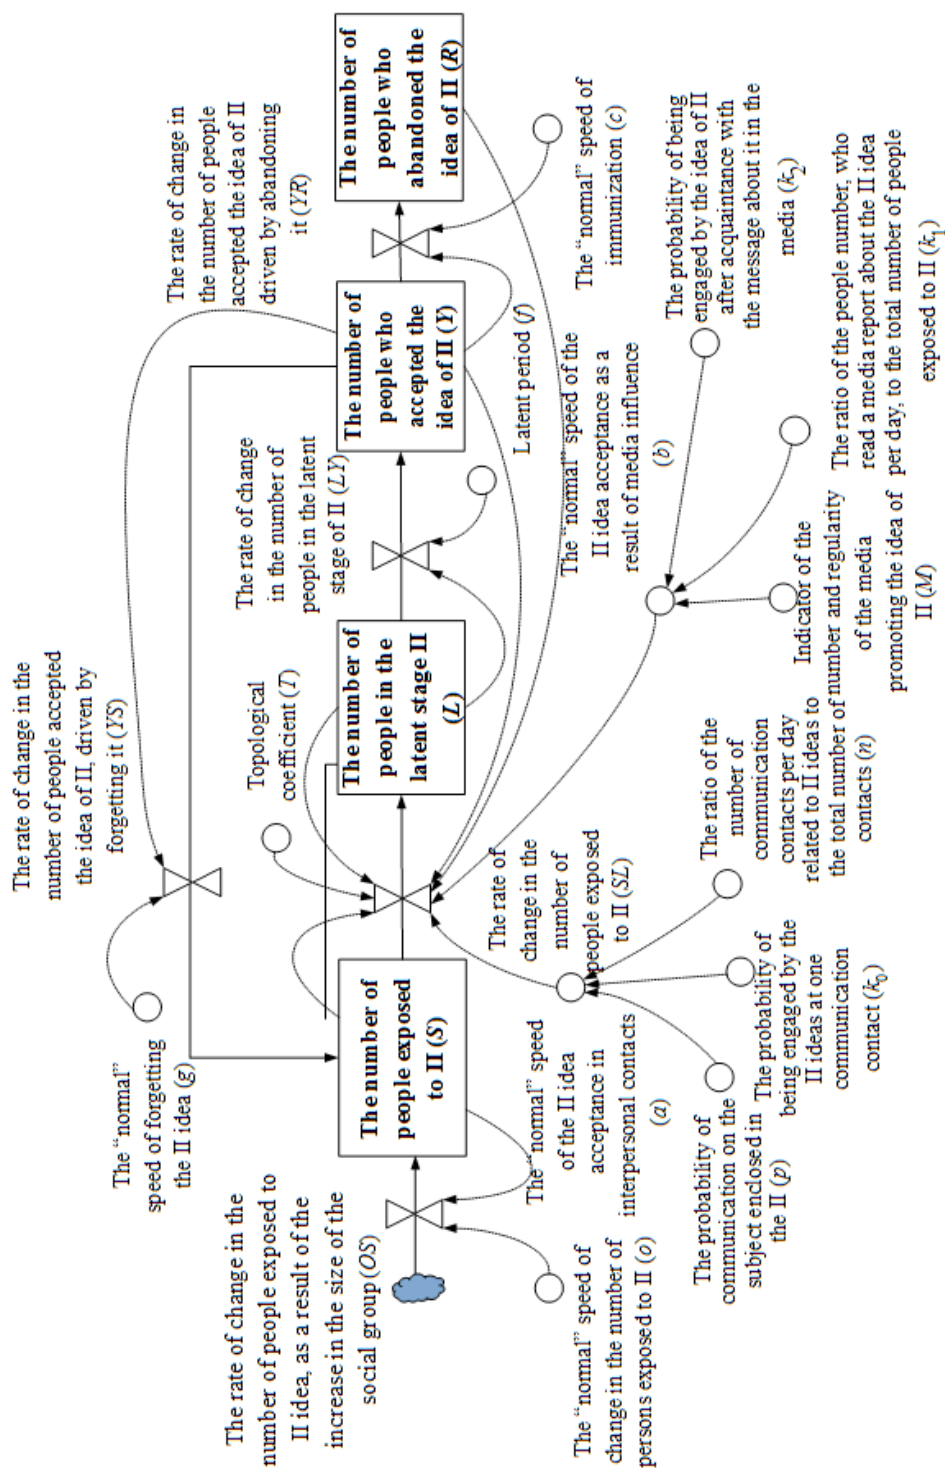 The rate of change in the
number of people accepted
the idea of II, driven by
forgetting it (YS)
The rate of change in
the number of people
accepted the idea of II
driven by abandoning
it (YR)
The “normal”
speed of forgetting
the II idea (g)
Topological
coefficient (T)
The rate of change
in the number of
people in the latent
stage of II (LY)
The rate of change in the
number of people exposed to
II idea, as a result of the
increase in the size of the
social group (OS)
The number of
people exposed
to II (S)
The number of
people in the
latent stage II
(L)
The number of
people who
accepted the
idea of II (Y)
The number of
people who
abandoned the
idea of II (R)
The “normal” speed of
change in the number of
persons exposed to II (o)
The “normal” speed
of the II idea
acceptance in
interpersonal contacts
(a)
The rate of
change in the
number of
people exposed
to II (SL)
Latent period (f)
The “normal” speed of the
II idea acceptance as a
result of media influence
(b)
The “normal” speed of
immunization (c)
The probability of
communication on the
subject enclosed in
the II (p)
The probability of
being engaged by the
II ideas at one
communication
contact (k0)
The ratio of the
number of
communication
contacts per day
related to II ideas to
the total number of
contacts (n)
Indicator of the
number and regularity
of the media
promoting the idea of
II (M)
The probability of being
engaged by the idea of II
after acquaintance with
the message about it in the
media (k2)
The ratio of the people number, who
read a media report about the II idea
per day, to the total number of people
exposed to II (k1)